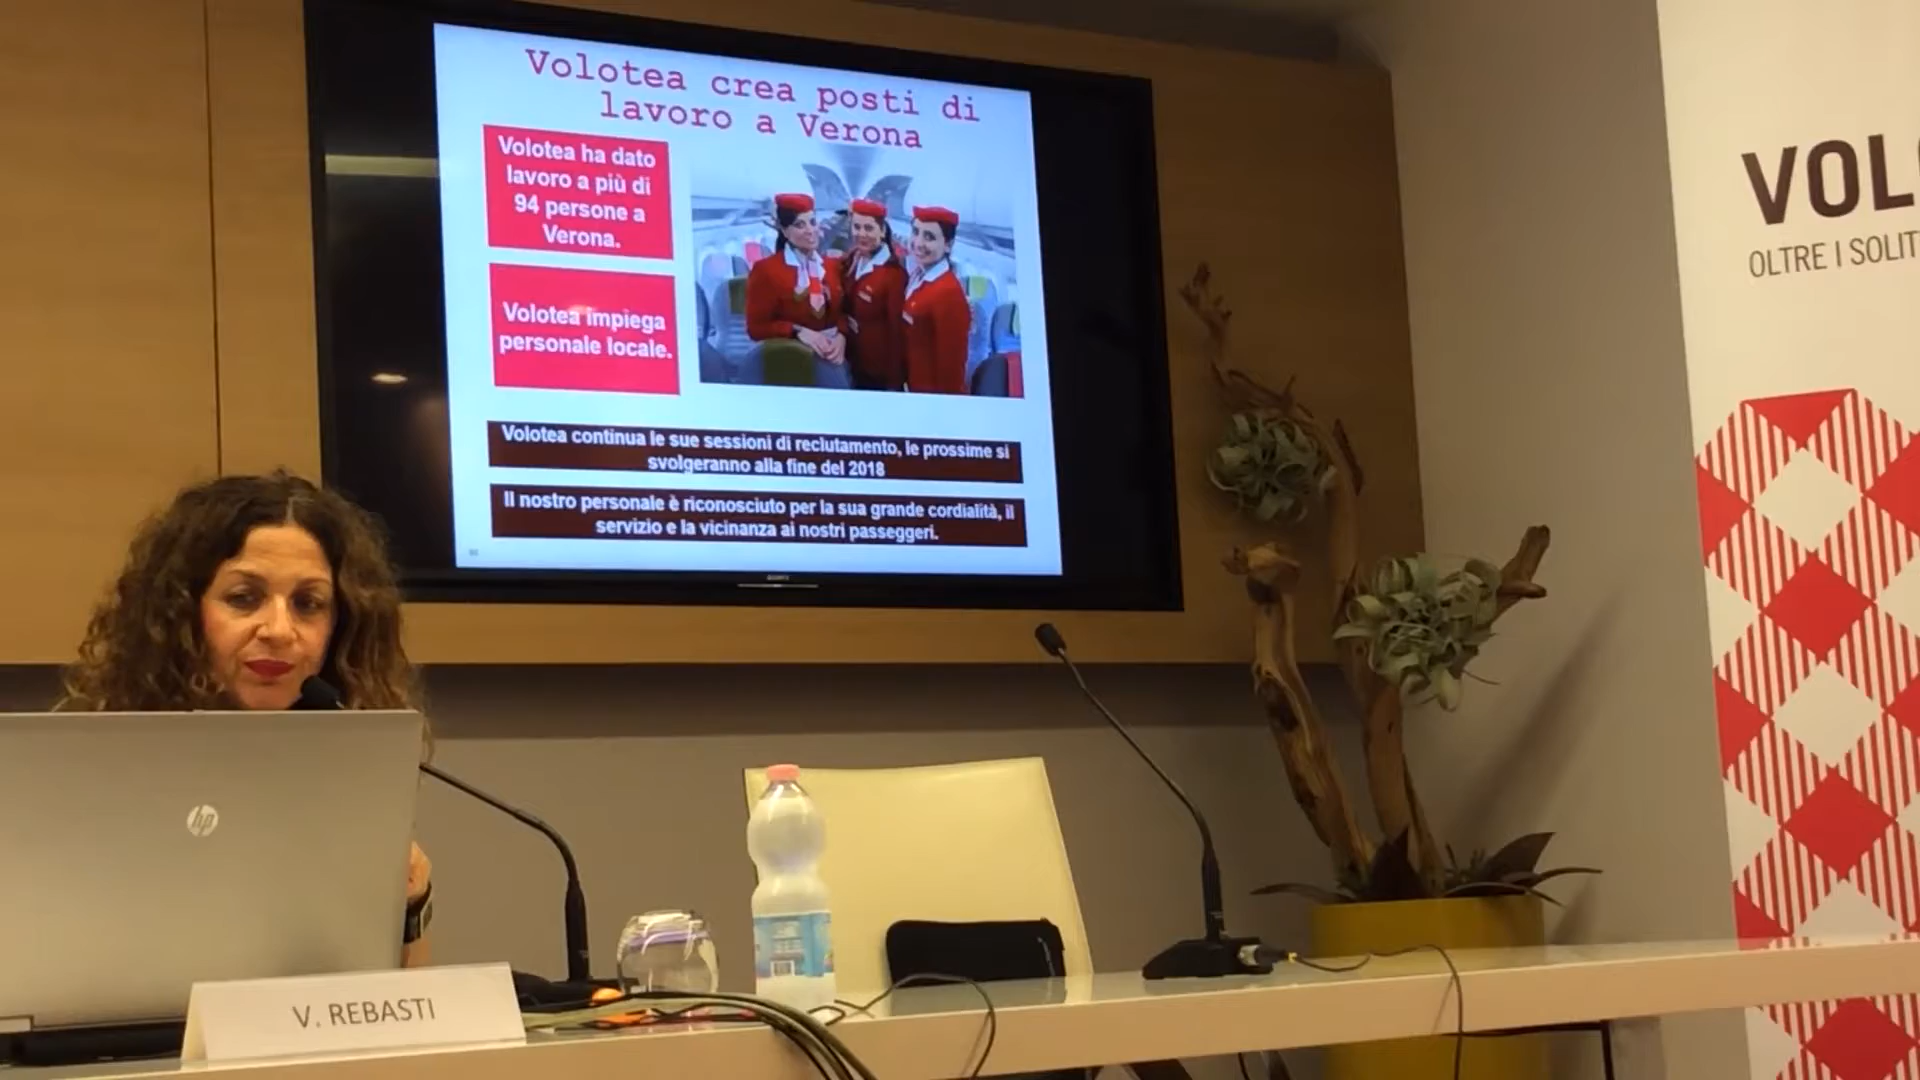 Volotea crea posti di
lavoro a Verona
Volotea ha dato
lavoro a più di
94 persone a
Verona.
Volotea impiega
personale locale.
Volotea continua le sue sessioni di reclutamento, le prossime si
svolgeranno alla fine del 2018
Il nostro personale è riconosciuto per la sua grande cordialità, il
servizio e la vicinanza ai nostri passeggeri.
VOL
OLTRE I SOLIT
hp
V. REBASTI